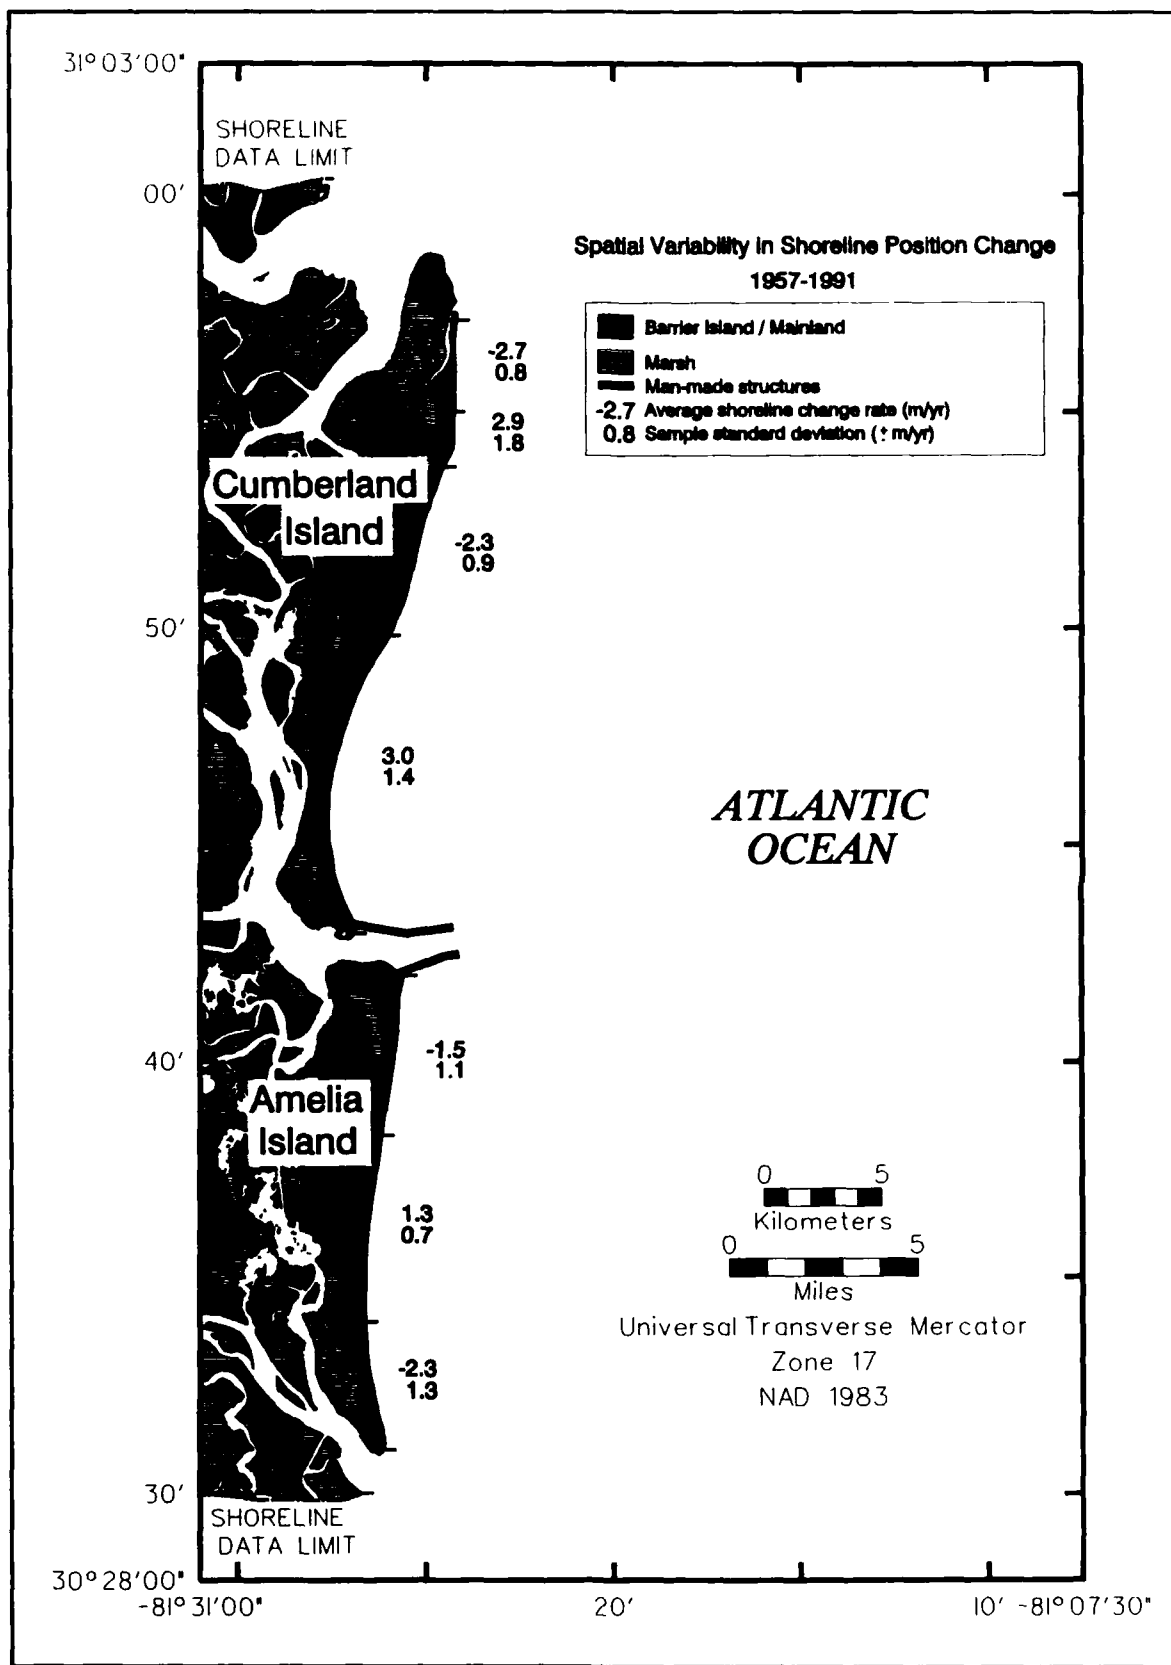 31°03'00"
SHORELINE
DATA LIMIT
00'
Spatial Variability in Shoreline Position Change
1957-1991
Barrier Island / Mainland
Marsh
Man-made structures
-2.7 Average shoreline change rate (m/yr)
0.8 Sample standard deviation (± m/yr)
-2.7
0.8
2.9
1.8
Cumberland
Island
-2.3
0.9
50'
3.0
1.4
ATLANTIC
OCEAN
40'
-1.5
1.1
Amelia
Island
1.3
0.7
0 5
Kilometers
0 5
Miles
Universal Transverse Mercator
Zone 17
NAD 1983
-2.3
1.3
30'
SHORELINE
DATA LIMIT
30°28'00"
-81°31'00" 20' 10' -81°07'30"